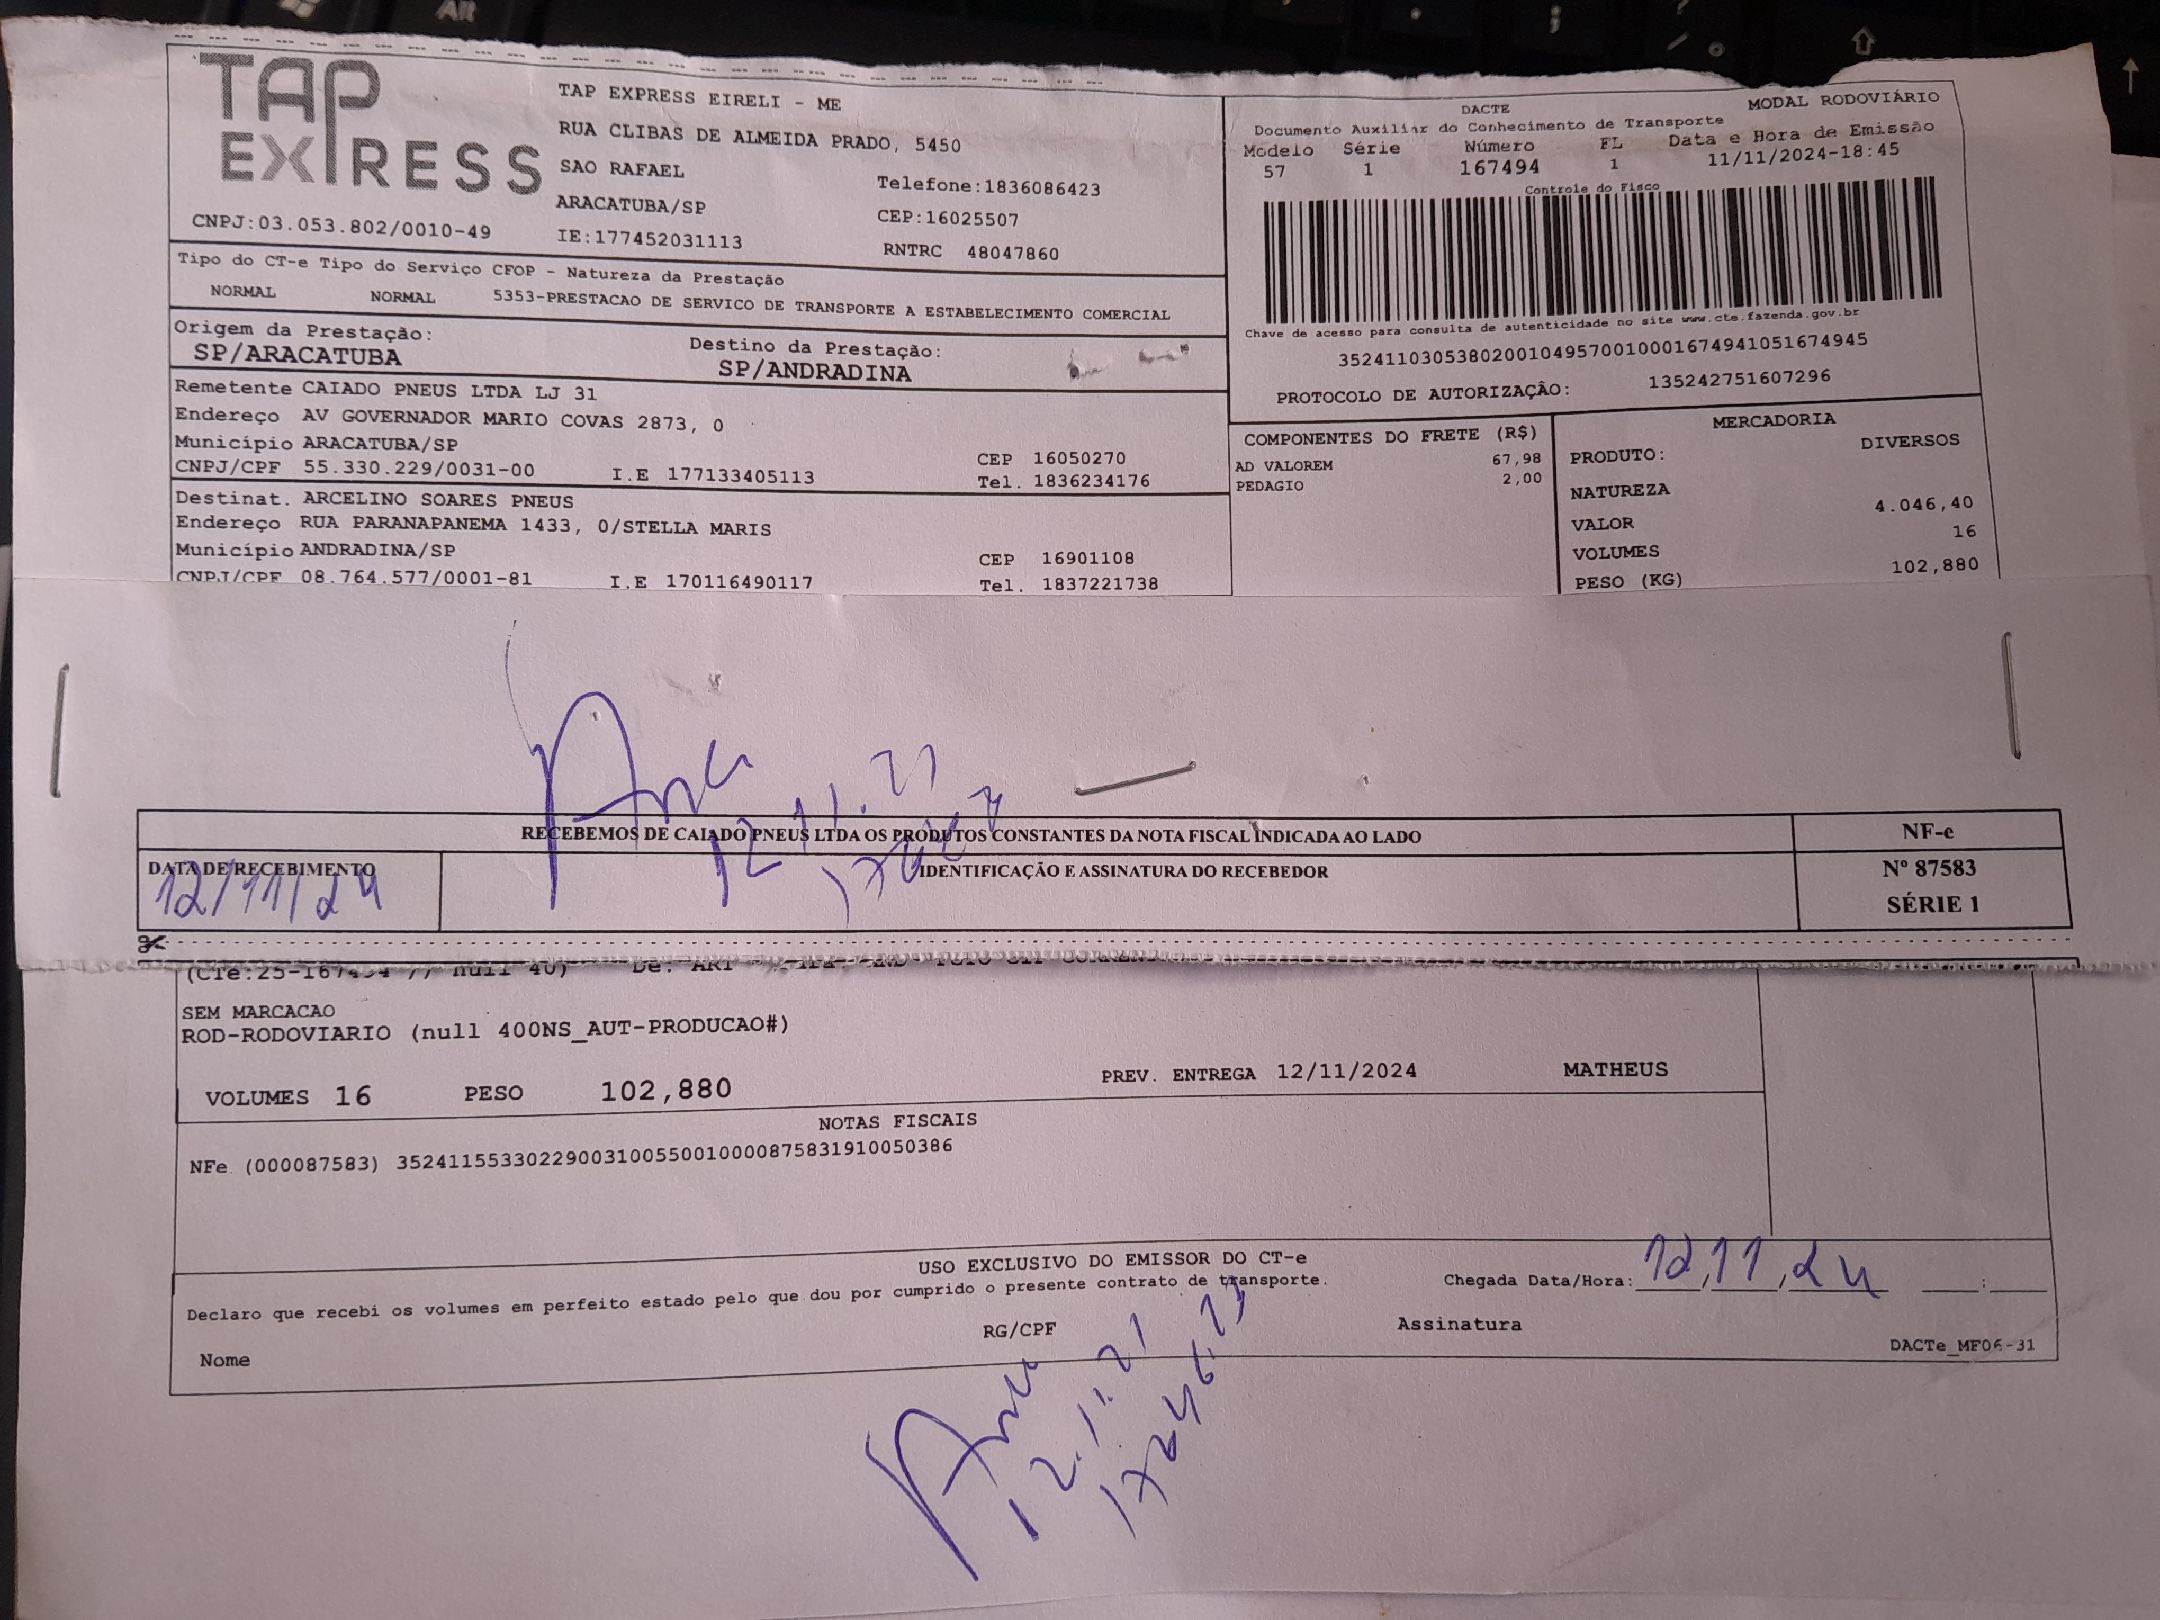 Alt
TAP
EXPRESS
CNPJ:03.053.802/0010-49
TAP EXPRESS EIRELI - ME
RUA CLIBAS DE ALMEIDA PRADO, 5450
SAO RAFAEL
Telefone:1836086423
ARACATUBA/SP
CEP:16025507
IE:177452031113
RNTRC 48047860
DACTE
MODAL RODOVIÁRIO
Documento Auxiliar do Conhecimento de Transporte
Modelo Série Número FL Data e Hora de Emissão
57 1 167494 1 11/11/2024-18:45
Controle do Fisco
Chave de acesso para consulta de autenticidade no site www.cte.fazenda.gov.br
35241103053802001049570010001674941051674945
PROTOCOLO DE AUTORIZAÇÃO: 135242751607296
Tipo do CT-e Tipo do Serviço CFOP - Natureza da Prestação
NORMAL NORMAL 5353-PRESTACAO DE SERVICO DE TRANSPORTE A ESTABELECIMENTO COMERCIAL
Origem da Prestação: Destino da Prestação:
SP/ARACATUBA SP/ANDRADINA
Remetente CAIADO PNEUS LTDA LJ 31
Endereço AV GOVERNADOR MARIO COVAS 2873, 0
Município ARACATUBA/SP CEP 16050270
CNPJ/CPF 55.330.229/0031-00 I.E 177133405113 Tel. 1836234176
Destinat. ARCELINO SOARES PNEUS
Endereço RUA PARANAPANEMA 1433, 0/STELLA MARIS
Município ANDRADINA/SP CEP 16901108
CNPJ/CPF 08.764.577/0001-81 I.E 170116490117 Tel. 1837221738
COMPONENTES DO FRETE (R$)
AD VALOREM 67,98
PEDAGIO 2,00
MERCADORIA
PRODUTO: DIVERSOS
NATUREZA
VALOR 4.046,40
VOLUMES 16
PESO (KG) 102,880
RECEBEMOS DE CAIADO PNEUS LTDA OS PRODUTOS CONSTANTES DA NOTA FISCAL INDICADA AO LADO
NF-e
Nº 87583
SÉRIE 1
DATA DE RECEBIMENTO
12/11/24
IDENTIFICAÇÃO E ASSINATURA DO RECEBEDOR
SEM MARCACAO
ROD-RODOVIARIO (null 400NS_AUT-PRODUCAO#)
VOLUMES 16 PESO 102,880 PREV. ENTREGA 12/11/2024 MATHEUS
NOTAS FISCAIS
NFe (000087583) 35241155330229003100550010000875831910050386
USO EXCLUSIVO DO EMISSOR DO CT-e
Declaro que recebi os volumes em perfeito estado pelo que dou por cumprido o presente contrato de transporte.
Chegada Data/Hora: 12,11,24 :
Nome RG/CPF Assinatura
DACTe_MF06-31